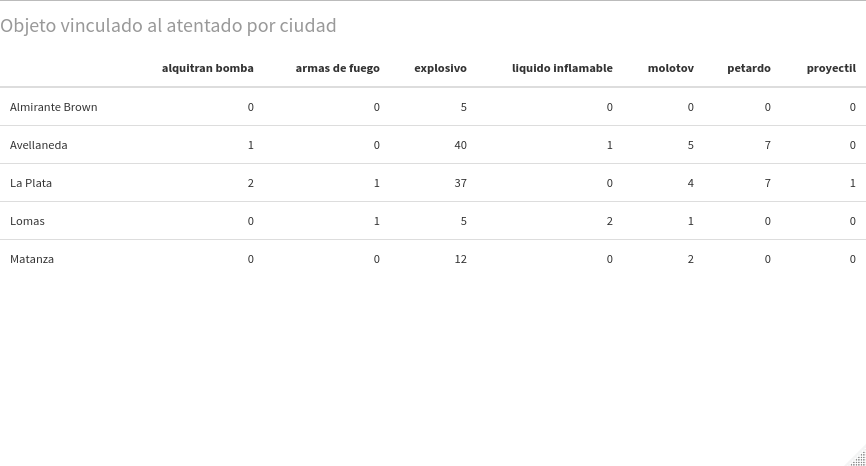 Objeto vinculado al atentado por ciudad
alquitran bomba armas de fuego explosivo liquido inflamable molotov petardo proyectil
Almirante Brown 0 0 5 0 0 0 0
Avellaneda 1 0 40 1 5 7 0
La Plata 2 1 37 0 4 7 1
Lomas 0 1 5 2 1 0 0
Matanza 0 0 12 0 2 0 0